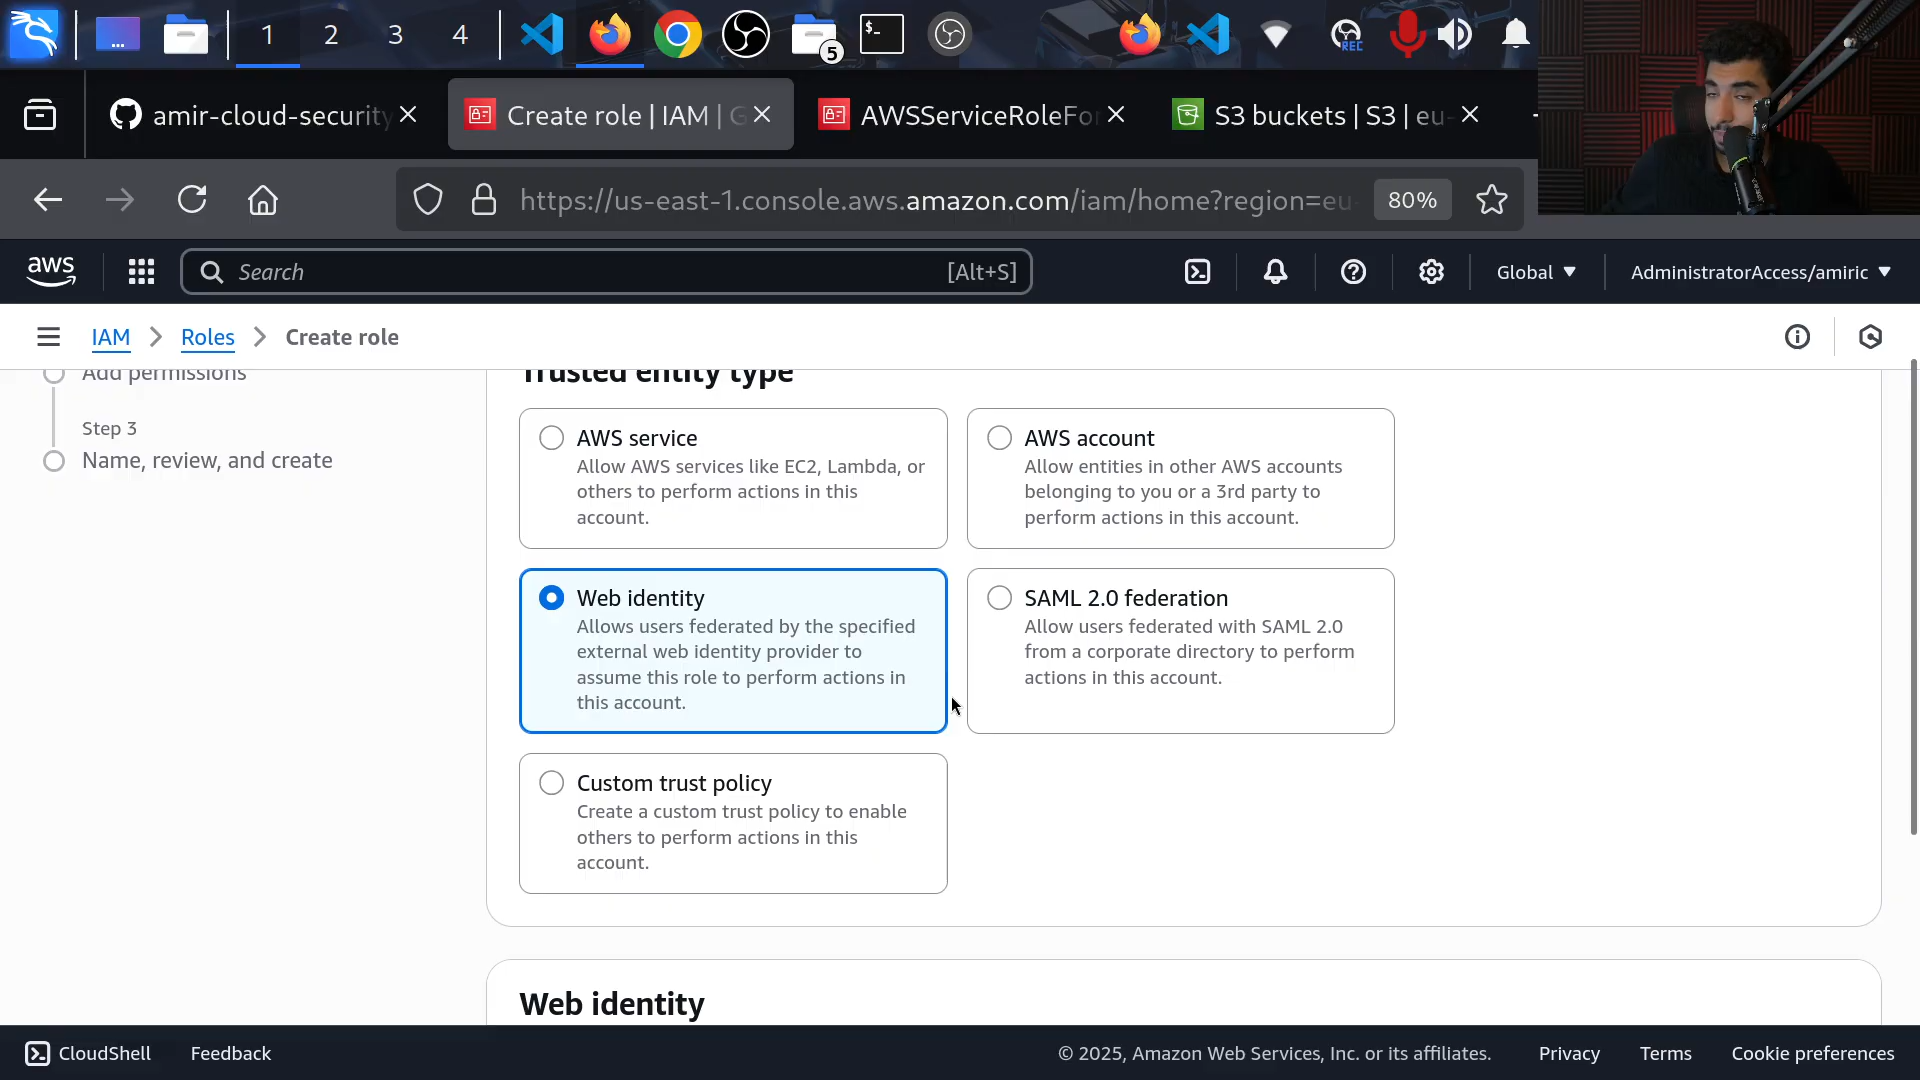 1
2
3
4
5
REC
amir-cloud-security
Create role | IAM | G
AWSServiceRoleFor
S3 buckets | S3 | eu-
https://us-east-1.console.aws.amazon.com/iam/home?region=eu-
80%
aws
Search
[Alt+S]
Global
AdministratorAccess/amiric
IAM
Roles
Create role
Add permissions
Step 3
Name, review, and create
Trusted entity type
AWS service
Allow AWS services like EC2, Lambda, or
others to perform actions in this
account.
AWS account
Allow entities in other AWS accounts
belonging to you or a 3rd party to
perform actions in this account.
Web identity
Allows users federated by the specified
external web identity provider to
assume this role to perform actions in
this account.
SAML 2.0 federation
Allow users federated with SAML 2.0
from a corporate directory to perform
actions in this account.
Custom trust policy
Create a custom trust policy to enable
others to perform actions in this
account.
Web identity
CloudShell
Feedback
© 2025, Amazon Web Services, Inc. or its affiliates.
Privacy
Terms
Cookie preferences